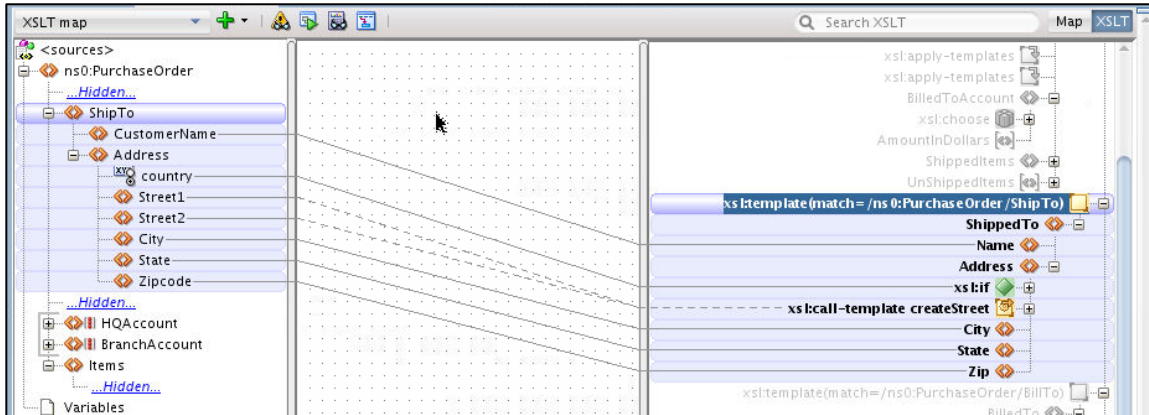 XSLT map
Search XSLT
Map
XSLT
<sources>
ns0:PurchaseOrder
...Hidden...
ShipTo
CustomerName
Address
country
Street1
Street2
City
State
Zipcode
...Hidden...
HQAccount
BranchAccount
Items
...Hidden...
Variables
xsl:apply-templates
xsl:apply-templates
BilledToAccount
xsl:choose
AmountInDollars
ShippedItems
UnShippedItems
xsl:template(match=/ns0:PurchaseOrder/ShipTo)
ShippedTo
Name
Address
xsl:if
xsl:call-template createStreet
City
State
Zip
xsl:template(match=/ns0:PurchaseOrder/BillTo)
BilledTo